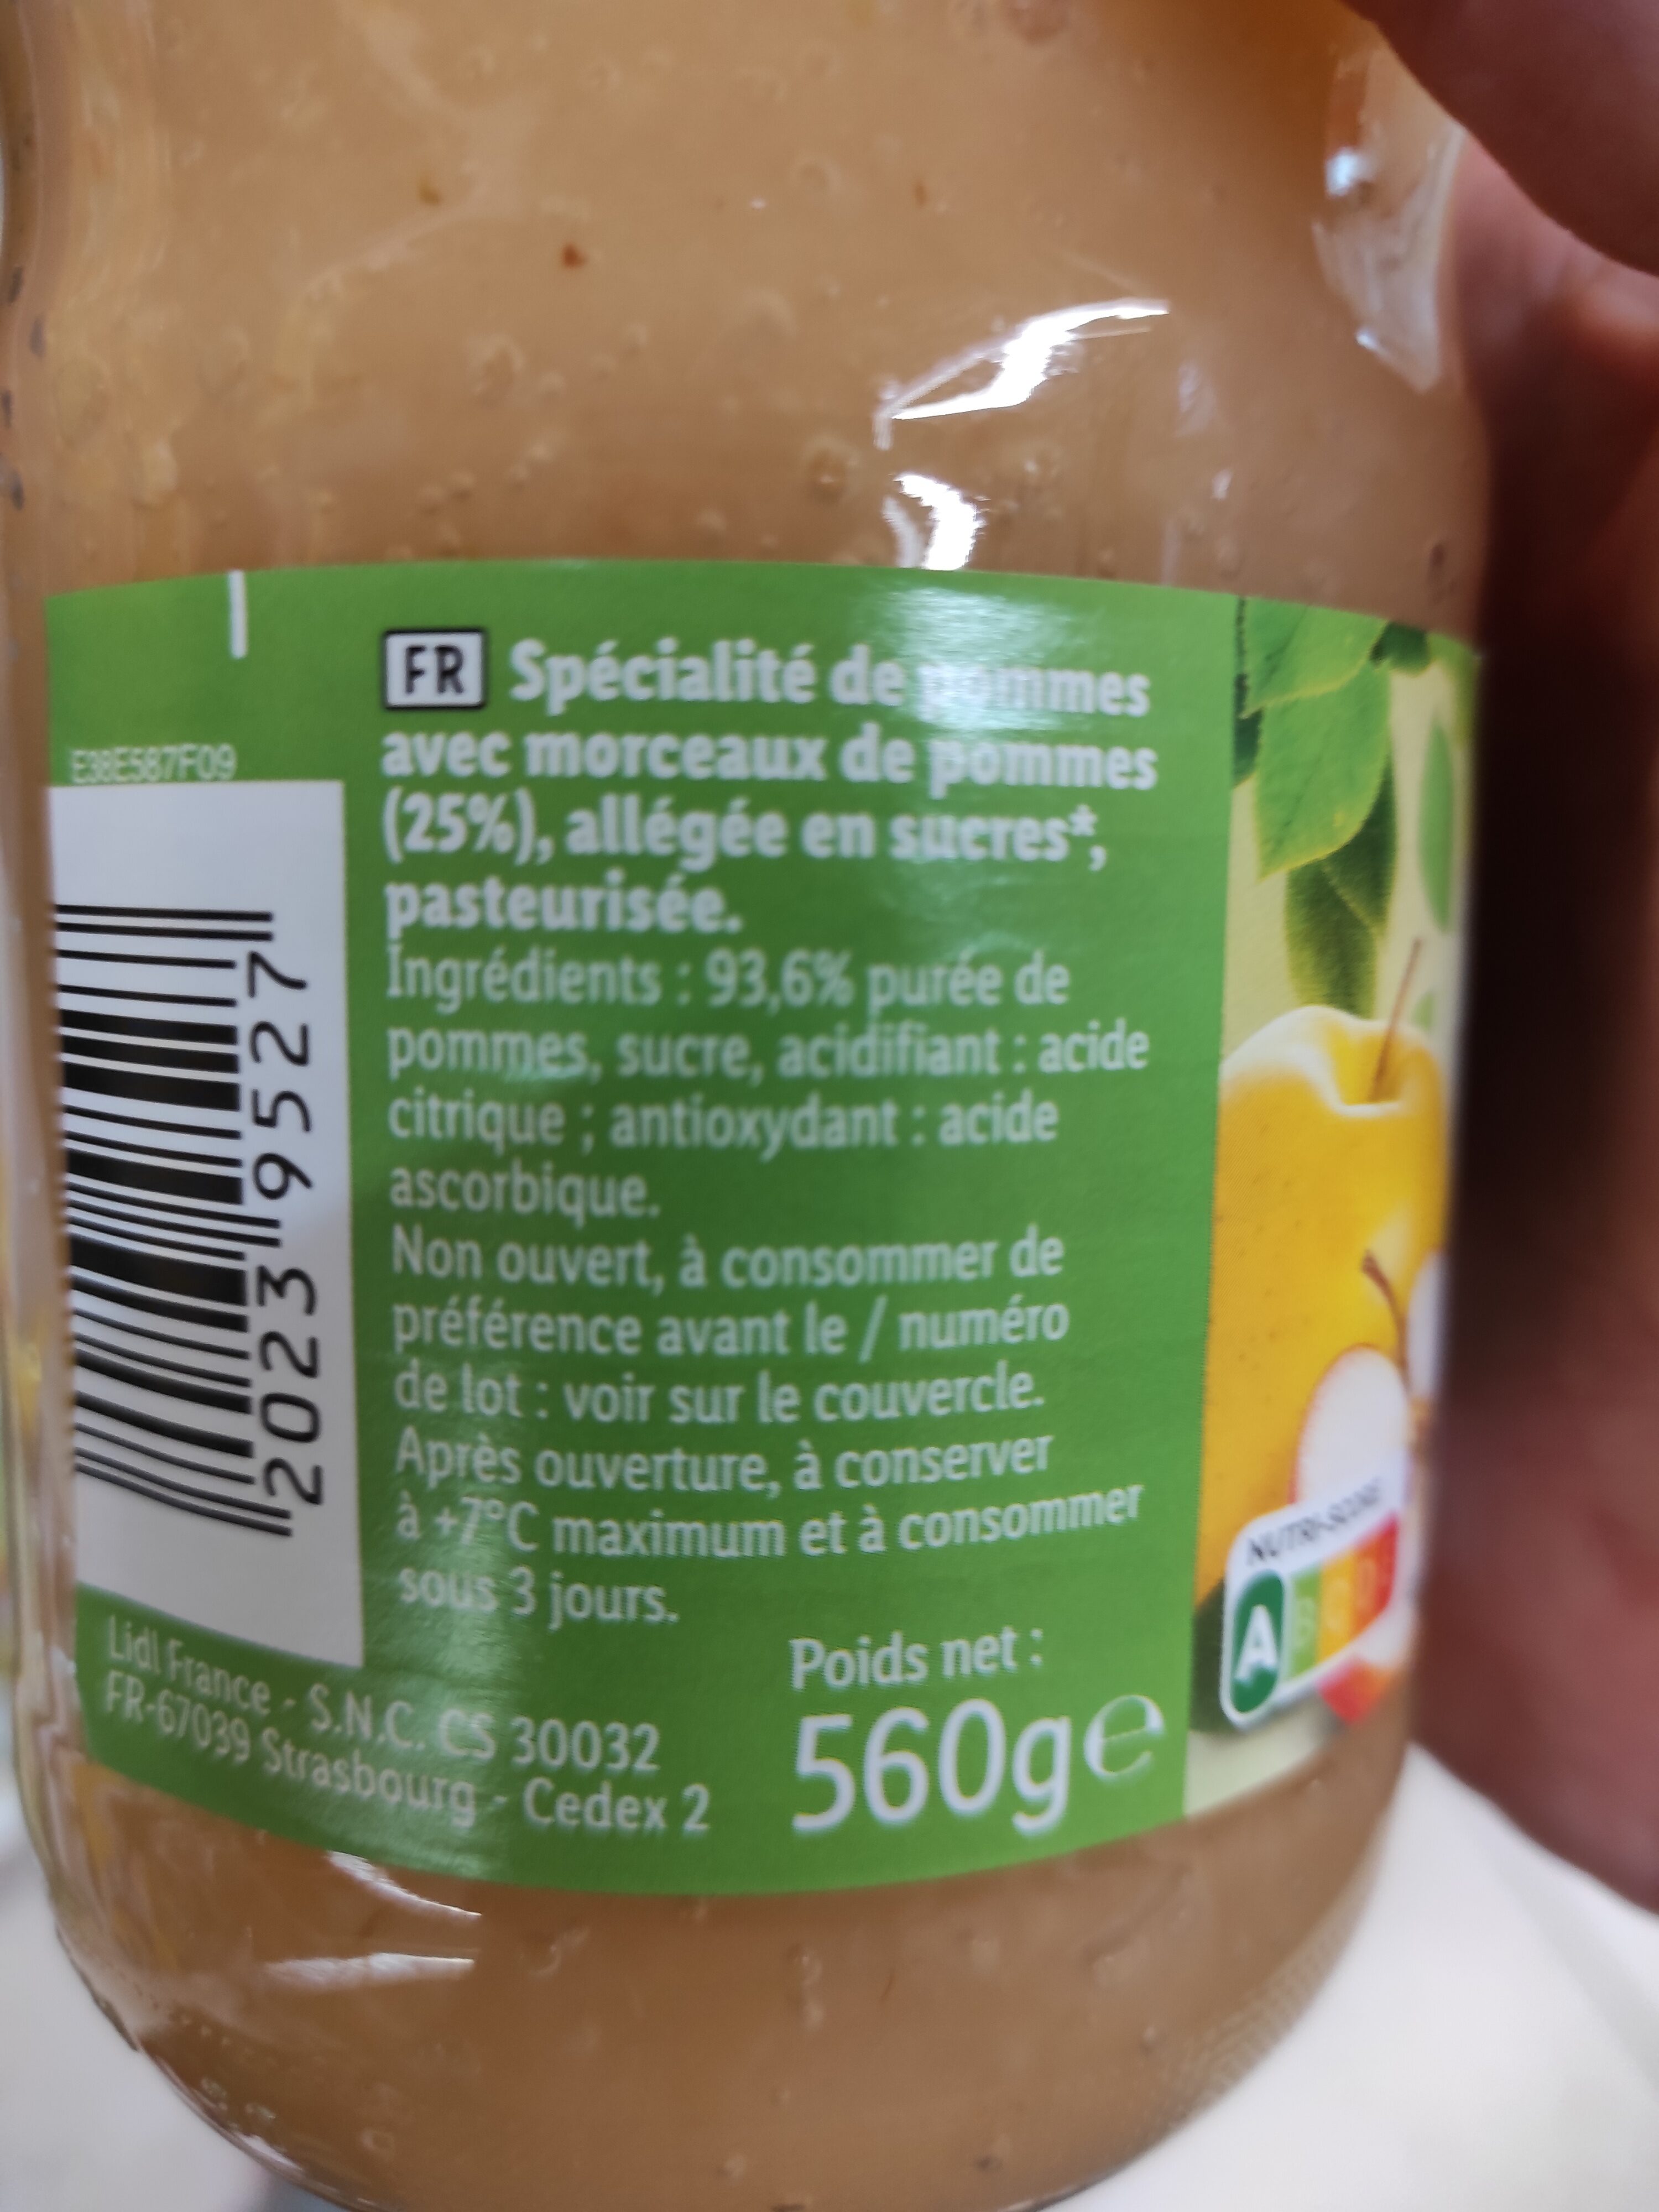 E38E587F09
20239527
FR Spécialité de pommes
avec morceaux de pommes
(25%), allégée en sucres*,
pasteurisée.
Ingrédients : 93,6% purée de
pommes, sucre, acidifiant : acide
citrique ; antioxydant : acide
ascorbique.
Non ouvert, à consommer de
préférence avant le / numéro
de lot : voir sur le couvercle.
Après ouverture, à conserver
à +7°C maximum et à consommer
sous 3 jours.
Lidl France - S.N.C. CS 30032
FR-67039 Strasbourg - Cedex 2
Poids net :
560g e
NUTRI-SCORE
A B C D